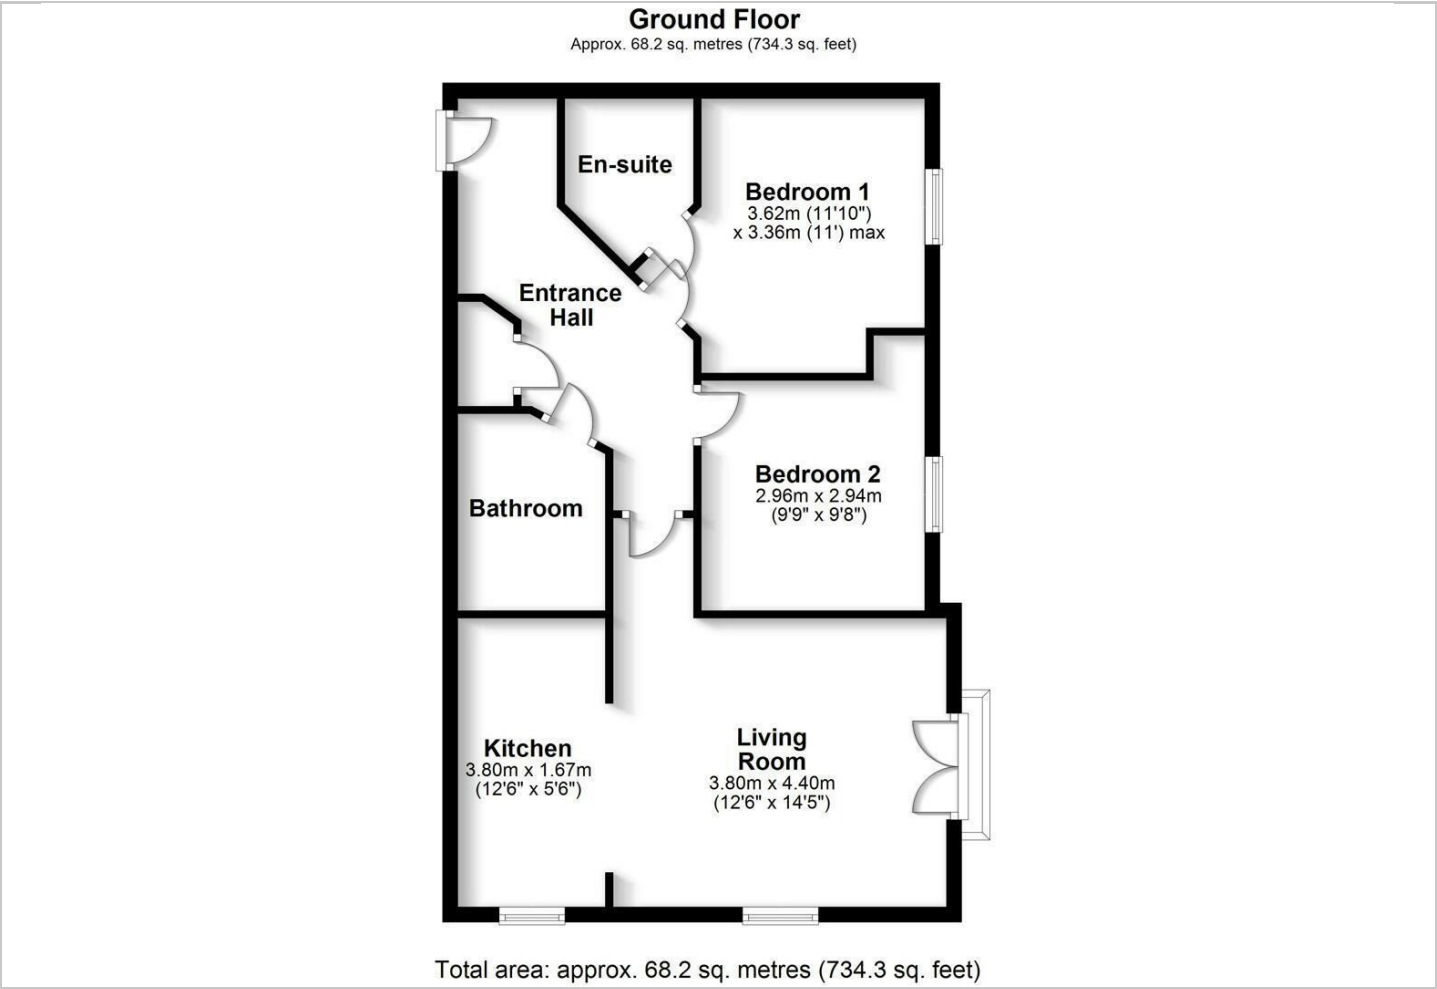 Ground Floor
Approx. 68.2 sq. metres (734.3 sq. feet)
En-suite
Bedroom 1
3.62m (11'10")
x 3.36m (11') max
Entrance
Hall
Bedroom 2
2.96m x 2.94m
(9'9" x 9'8")
Bathroom
Kitchen
3.80m x 1.67m
(12'6" x 5'6")
Living
Room
3.80m x 4.40m
(12'6" x 14'5")
Total area: approx. 68.2 sq. metres (734.3 sq. feet)